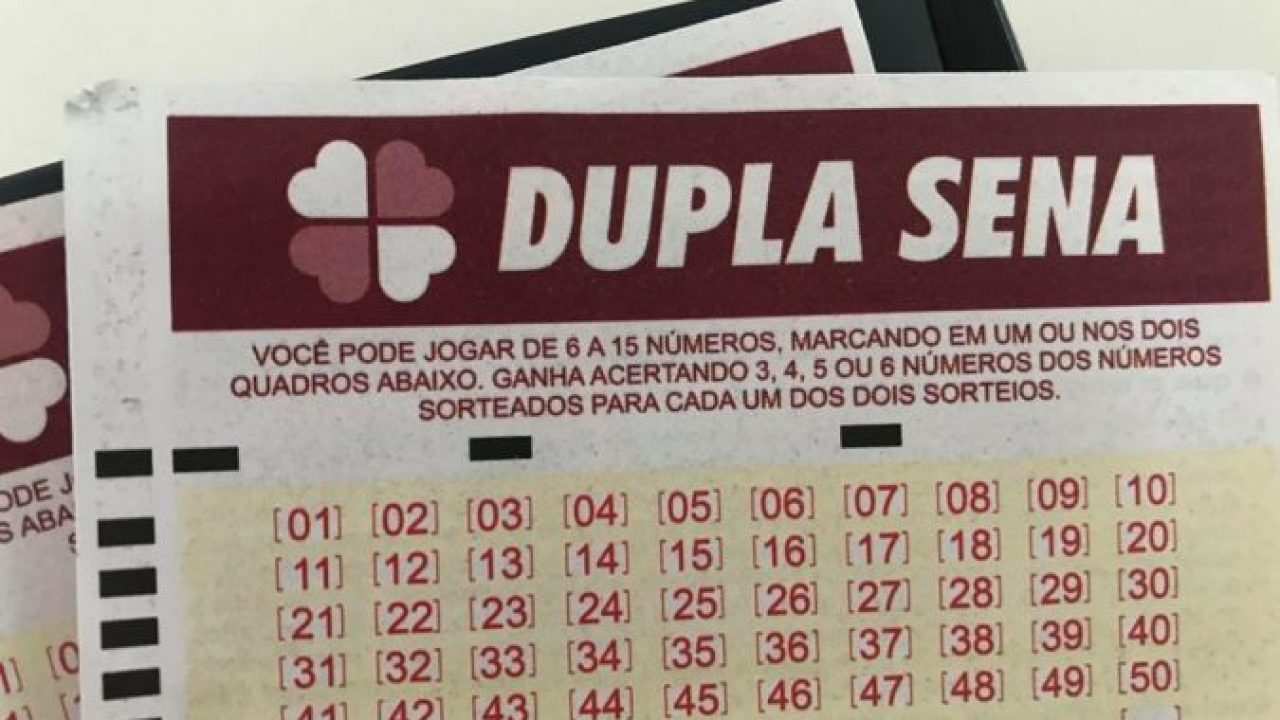 DUPLA SENA
VOCÊ PODE JOGAR DE 6 A 15 NÚMEROS, MARCANDO EM UM OU NOS DOIS
QUADROS ABAIXO. GANHA ACERTANDO 3, 4, 5 OU 6 NÚMEROS DOS NÚMEROS
SORTEADOS PARA CADA UM DOS DOIS SORTEIOS.
[01] [02] [03] [04] [05] [06] [07] [08] [09] [10]
[11] [12] [13] [14] [15] [16] [17] [18] [19] [20]
[21] [22] [23] [24] [25] [26] [27] [28] [29] [30]
[31] [32] [33] [34] [35] [36] [37] [38] [39] [40]
[41] [42] [43] [44] [45] [46] [47] [48] [49] [50]